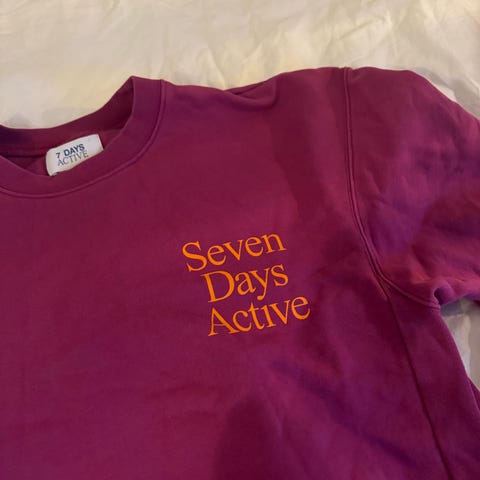 7 DAYS
ACTIVE
Seven
Days
Active